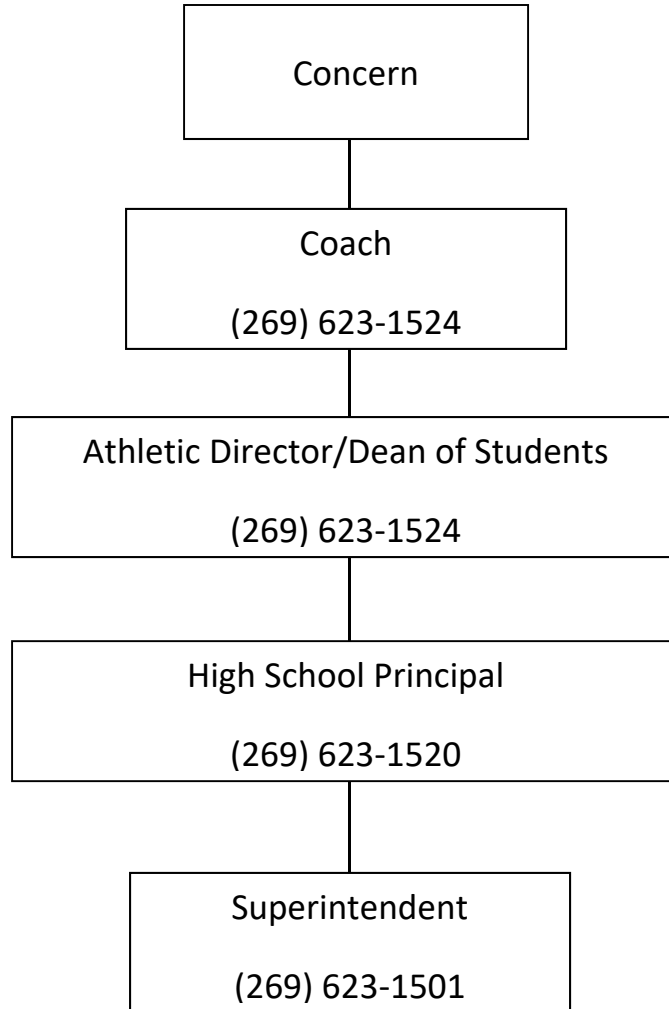 Concern
Coach
(269) 623-1524
Athletic Director/Dean of Students
(269) 623-1524
High School Principal
(269) 623-1520
Superintendent
(269) 623-1501